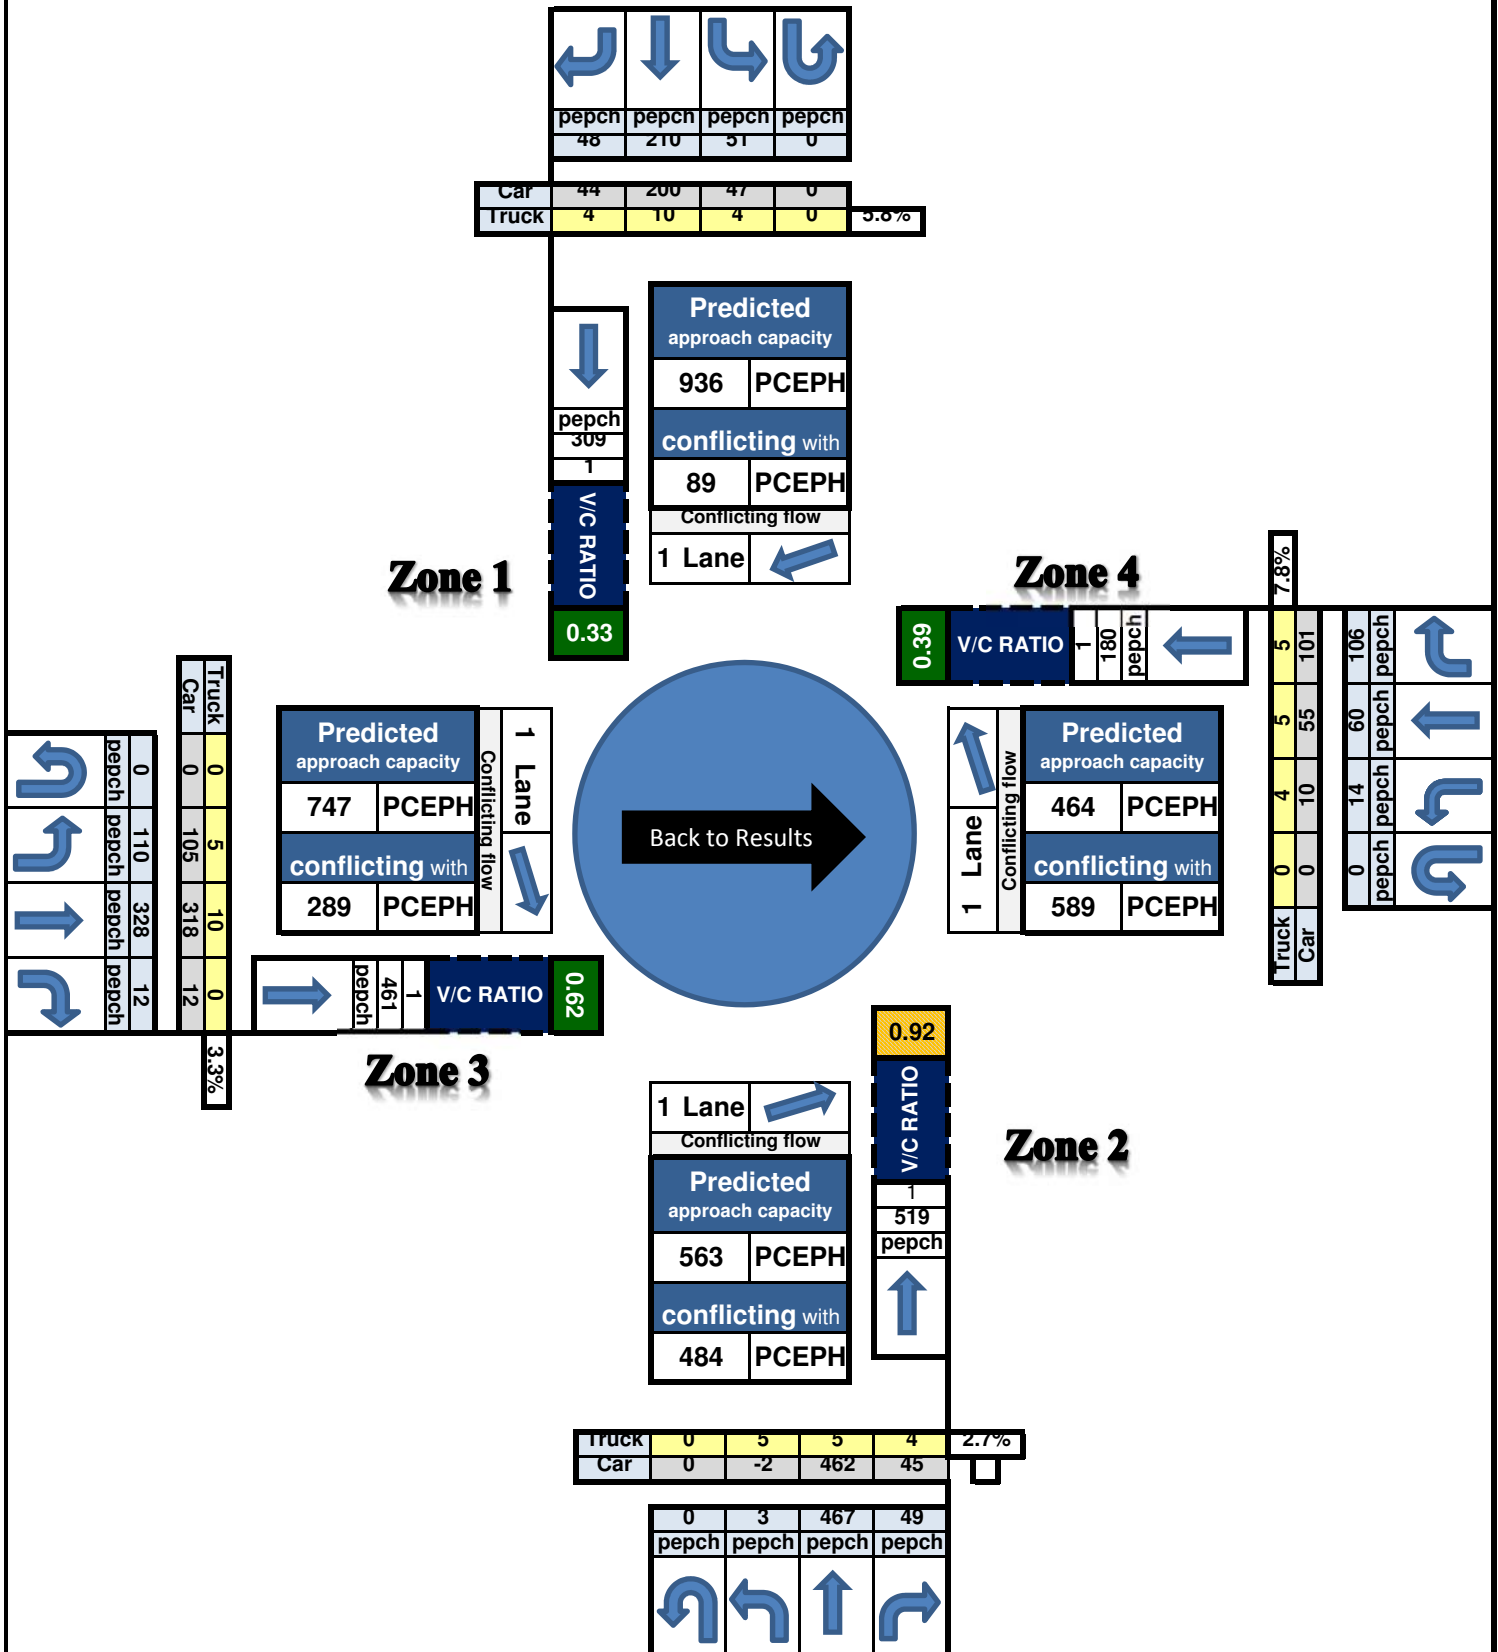 pepch pepch pepch pepch
48 210 51 0
Car 44 200 47 0
Truck 4 10 4 0 5.8%
Predicted
approach capacity
936 PCEPH
conflicting with
89 PCEPH
Conflicting flow
1 Lane
pepch
309
1
V/C RATIO
0.33
Zone 1
Zone 4
0.39 V/C RATIO 1 180 pepch
7.8%
5 5 4 0 Truck
101 55 10 0 Car
106 60 14 0
pepch pepch pepch pepch
Predicted
approach capacity
747 PCEPH
conflicting with
289 PCEPH
Conflicting flow
1 Lane
Back to Results
1 Lane
Conflicting flow
Predicted
approach capacity
464 PCEPH
conflicting with
589 PCEPH
Truck 0 5 10 0 3.3%
Car 0 105 318 12
0 110 328 12
pepch pepch pepch pepch
pepch 461 1 V/C RATIO 0.62
Zone 3
0.92
V/C RATIO
1
519
pepch
Zone 2
1 Lane
Conflicting flow
Predicted
approach capacity
563 PCEPH
conflicting with
484 PCEPH
Truck 0 5 5 4 2.7%
Car 0 -2 462 45
0 3 467 49
pepch pepch pepch pepch